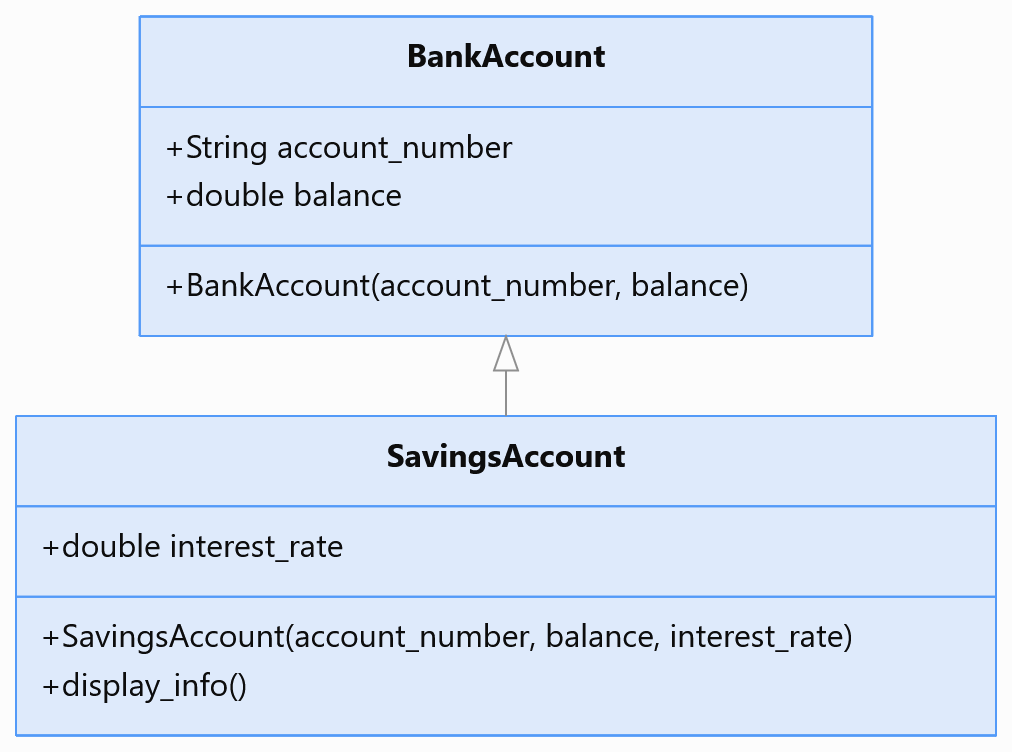 BankAccount
+String account_number
+double balance
+BankAccount(account_number, balance)
SavingsAccount
+double interest_rate
+SavingsAccount(account_number, balance, interest_rate)
+display_info()